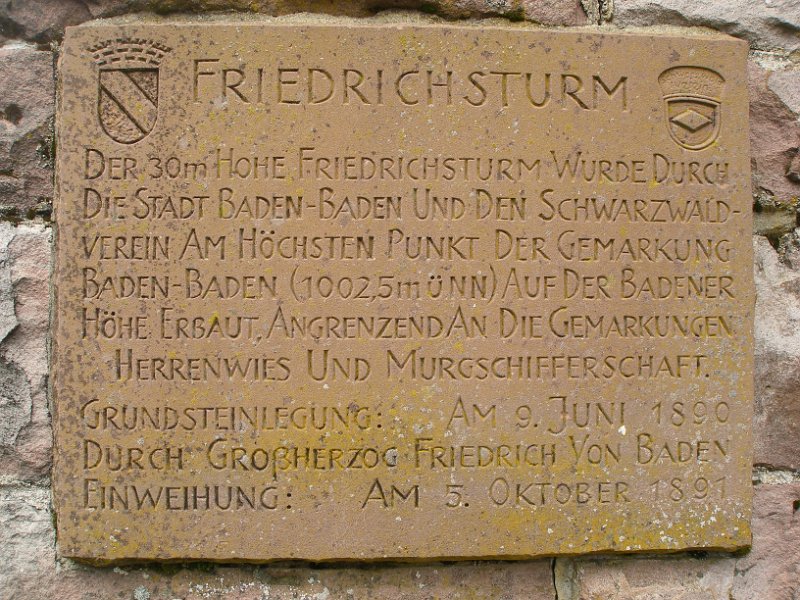 FRIEDRICHSTURM
DER 30m HOHE FRIEDRICHSTURM WURDE DURCH
DIE STADT BADEN-BADEN UND DEN SCHWARZWALD-
VEREIN AM HÖCHSTEN PUNKT DER GEMARKUNG
BADEN-BADEN (1002,5m ÜNN) AUF DER BADENER
HÖHE ERBAUT, ANGRENZEND AN DIE GEMARKUNGEN
HERRENWIES UND MURGSCHIFFERSCHAFT.
GRUNDSTEINLEGUNG: AM 9. JUNI 1890
DURCH GROßHERZOG FRIEDRICH VON BADEN
EINWEIHUNG: AM 5. OKTOBER 1891